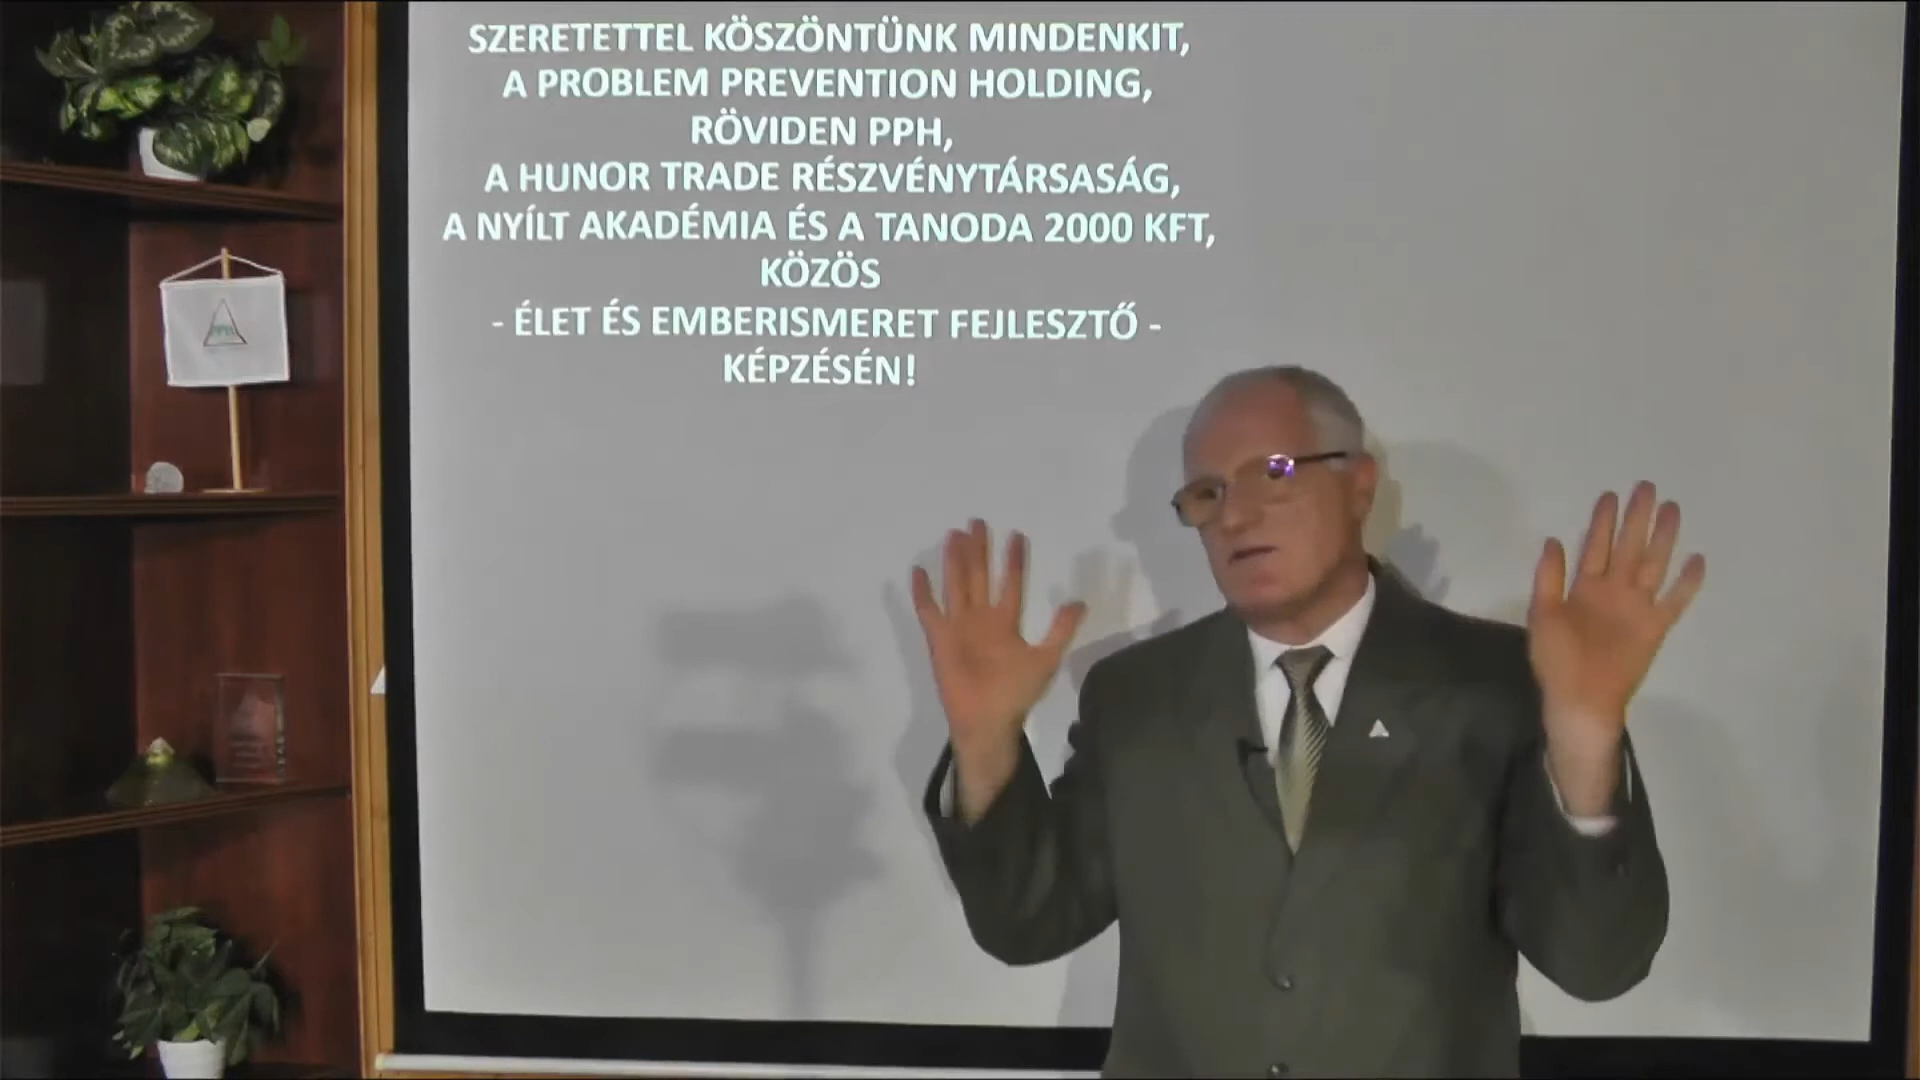 SZERETETTEL KÖSZÖNTÜNK MINDENKIT,
A PROBLEM PREVENTION HOLDING,
RÖVIDEN PPH,
A HUNOR TRADE RÉSZVÉNYTÁRSASÁG,
A NYÍLT AKADÉMIA ÉS A TANODA 2000 KFT,
KÖZÖS
- ÉLET ÉS EMBERISMERET FEJLESZTŐ -
KÉPZÉSÉN!